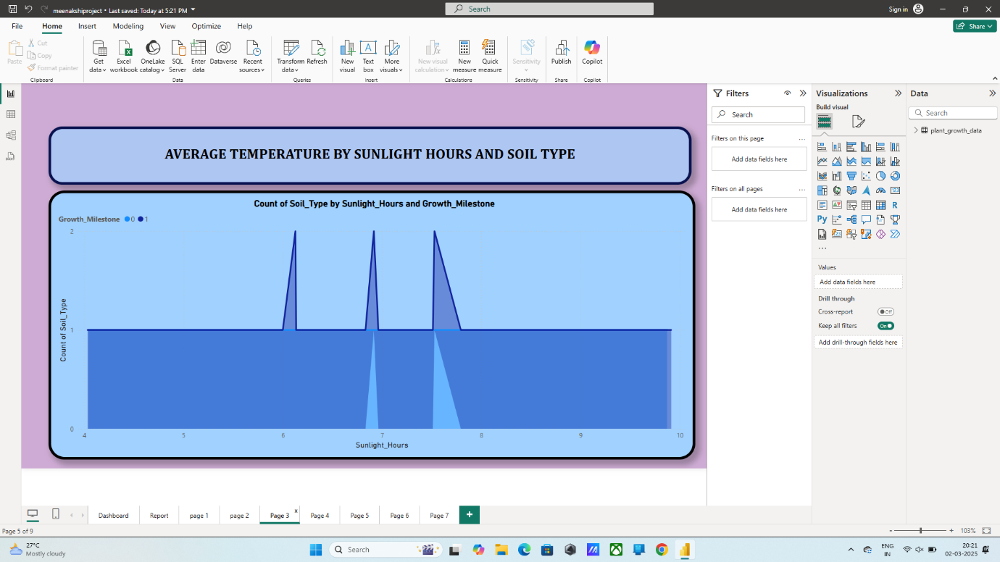 meenakshiproject • Last saved: Today at 5:21 PM
Search
Sign in
File Home Insert Modeling View Optimize Help
Share
Paste
Cut
Copy
Format painter
Clipboard
Get data
Excel workbook
OneLake catalog
SQL Server
Enter data
Dataverse
Recent sources
Data
Transform data
Refresh
Queries
New visual
Text box
More visuals
Insert
New visual calculation
New measure
Quick measure
Calculations
Sensitivity
Sensitivity
Publish
Share
Copilot
Copilot
AVERAGE TEMPERATURE BY SUNLIGHT HOURS AND SOIL TYPE
Count of Soil_Type by Sunlight_Hours and Growth_Milestone
Growth_Milestone 0 1
Count of Soil_Type
2
1
0
4 5 6 7 8 9 10
Sunlight_Hours
Filters
Search
Filters on this page ...
Add data fields here
Filters on all pages ...
Add data fields here
Visualizations
Build visual
123
R
Py
...
Values
Add data fields here
Drill through
Cross-report Off
Keep all filters On
Add drill-through fields here
Data
Search
plant_growth_data
Dashboard Report page 1 page 2 Page 3 x Page 4 Page 5 Page 6 Page 7 +
Page 5 of 9
- + 103%
27°C
Mostly cloudy
Search
ENG
IN
20:21
02-03-2025